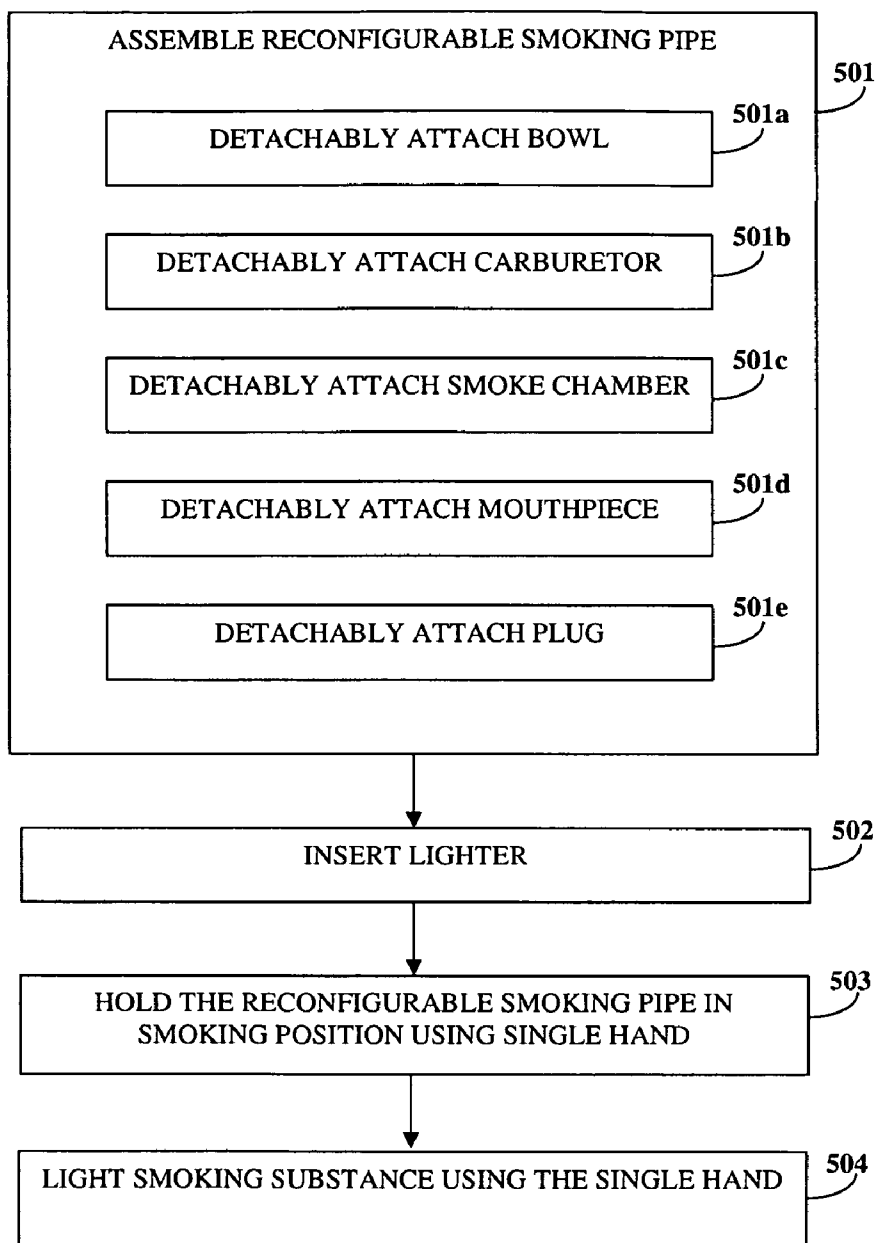 ASSEMBLE RECONFIGURABLE SMOKING PIPE
501
501a
DETACHABLY ATTACH BOWL
501b
DETACHABLY ATTACH CARBURETOR
501c
DETACHABLY ATTACH SMOKE CHAMBER
501d
DETACHABLY ATTACH MOUTHPIECE
501e
DETACHABLY ATTACH PLUG
502
INSERT LIGHTER
503
HOLD THE RECONFIGURABLE SMOKING PIPE IN
SMOKING POSITION USING SINGLE HAND
504
LIGHT SMOKING SUBSTANCE USING THE SINGLE HAND